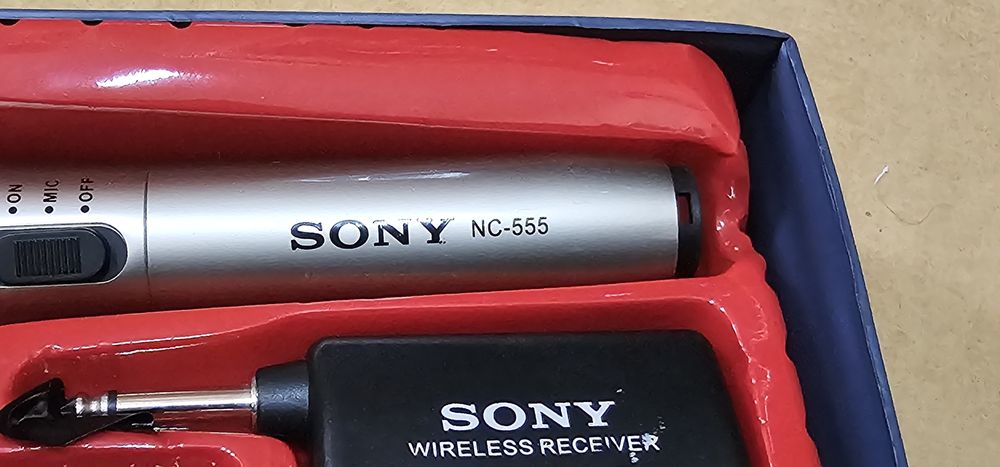 ON
MIC
OFF
SONY NC-555
SONY
WIRELESS RECEIVER